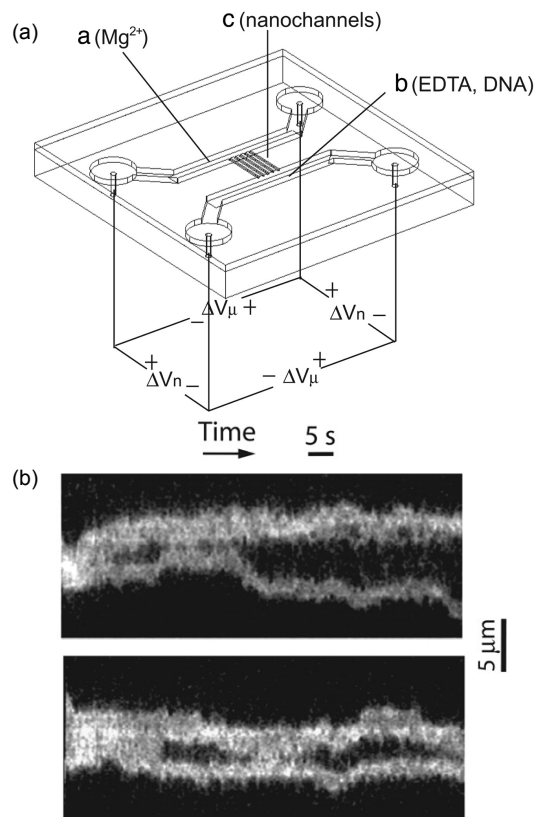 (a)
a (Mg²⁺)
c (nanochannels)
b (EDTA, DNA)
− ΔVμ +
+ ΔVn −
+ ΔVn −
− ΔVμ +
Time
5 s
(b)
5 μm